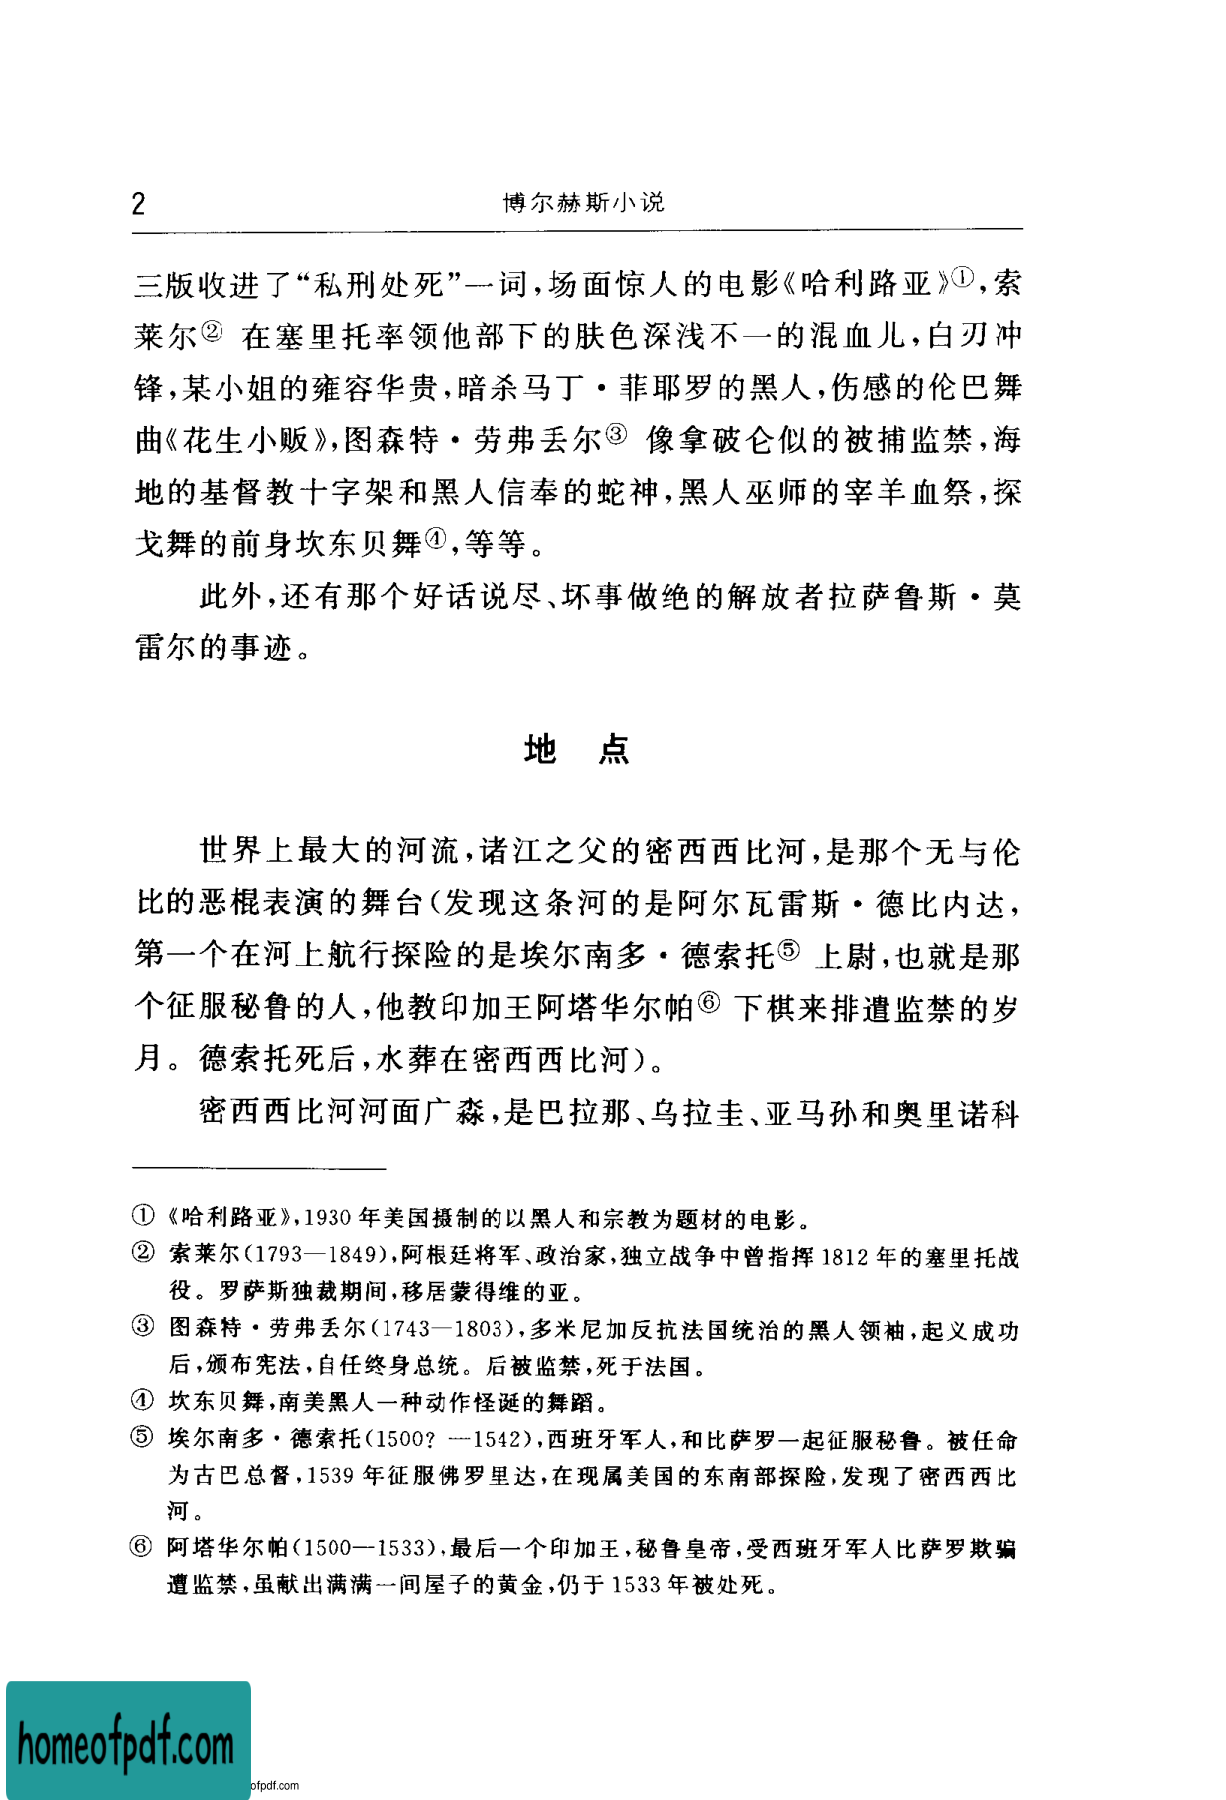 2
博尔赫斯小说
三版收进了“私刑处死”一词,场面惊人的电影《哈利路亚》①,索
莱尔② 在塞里托率领他部下的肤色深浅不一的混血儿,白刃冲
锋,某小姐的雍容华贵,暗杀马丁·菲耶罗的黑人,伤感的伦巴舞
曲《花生小贩》,图森特·劳弗丢尔③ 像拿破仑似的被捕监禁,海
地的基督教十字架和黑人信奉的蛇神,黑人巫师的宰羊血祭,探
戈舞的前身坎东贝舞④,等等。
此外,还有那个好话说尽、坏事做绝的解放者拉萨鲁斯·莫
雷尔的事迹。
地 点
世界上最大的河流,诸江之父的密西西比河,是那个无与伦
比的恶棍表演的舞台(发现这条河的是阿尔瓦雷斯·德比内达,
第一个在河上航行探险的是埃尔南多·德索托⑤ 上尉,也就是那
个征服秘鲁的人,他教印加王阿塔华尔帕⑥ 下棋来排遣监禁的岁
月。德索托死后,水葬在密西西比河)。
密西西比河河面广淼,是巴拉那、乌拉圭、亚马孙和奥里诺科
① 《哈利路亚》,1930 年美国摄制的以黑人和宗教为题材的电影。
② 索莱尔(1793—1849),阿根廷将军、政治家,独立战争中曾指挥 1812 年的塞里托战
役。罗萨斯独裁期间,移居蒙得维的亚。
③ 图森特·劳弗丢尔(1743—1803),多米尼加反抗法国统治的黑人领袖,起义成功
后,颁布宪法,自任终身总统。后被监禁,死于法国。
④ 坎东贝舞,南美黑人一种动作怪诞的舞蹈。
⑤ 埃尔南多·德索托(1500? —1542),西班牙军人,和比萨罗一起征服秘鲁。被任命
为古巴总督,1539 年征服佛罗里达,在现属美国的东南部探险,发现了密西西比
河。
⑥ 阿塔华尔帕(1500—1533),最后一个印加王,秘鲁皇帝,受西班牙军人比萨罗欺骗
遭监禁,虽献出满满一间屋子的黄金,仍于 1533 年被处死。
homeofpdf.com
ofpdf.com